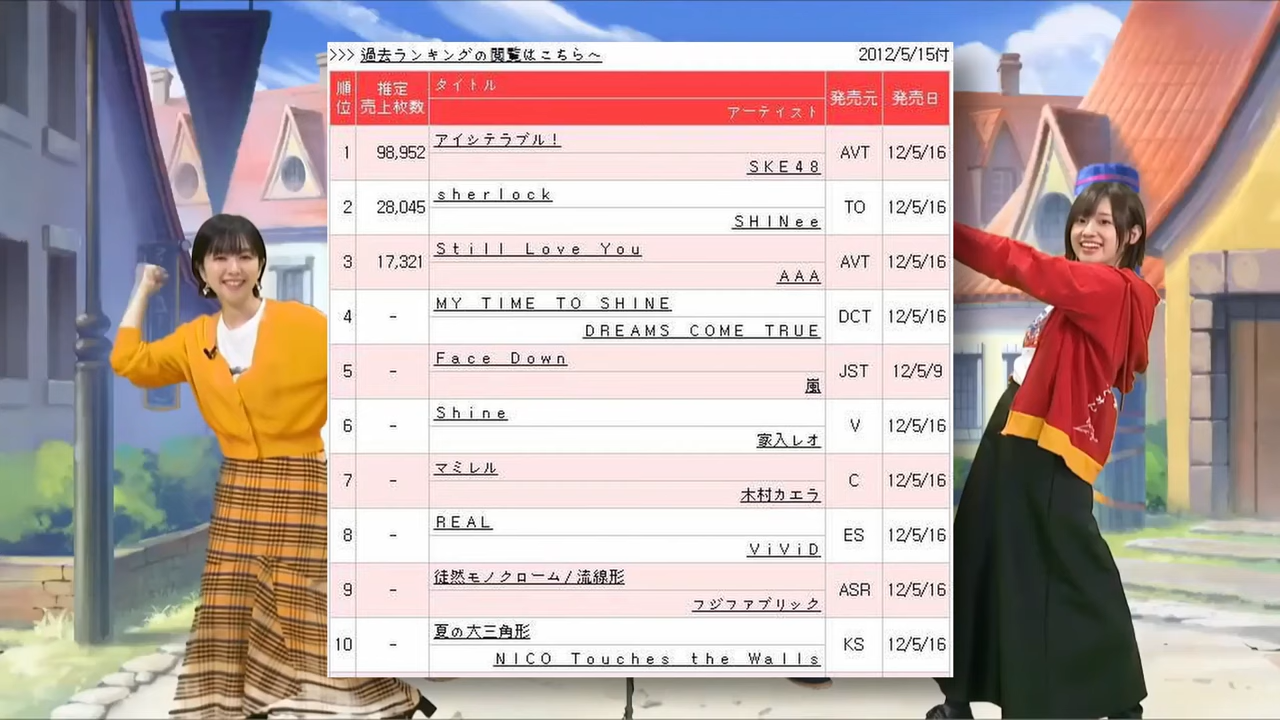 >>> 過去ランキングの閲覧はこちら～ 2012/5/15付
順位 推定売上枚数 タイトル アーティスト 発売元 発売日
1 98,952 アイシテラブル！ AVT 12/5/16
SKE48
2 28,045 sherlock TO 12/5/16
SHINee
3 17,321 Still Love You AVT 12/5/16
AAA
4 - MY TIME TO SHINE DCT 12/5/16
DREAMS COME TRUE
5 - Face Down JST 12/5/9
嵐
6 - Shine V 12/5/16
家入レオ
7 - マミレル C 12/5/16
木村カエラ
8 - REAL ES 12/5/16
ViViD
9 - 徒然モノクローム/流線形 ASR 12/5/16
フジファブリック
10 - 夏の大三角形 KS 12/5/16
NICO Touches the Walls